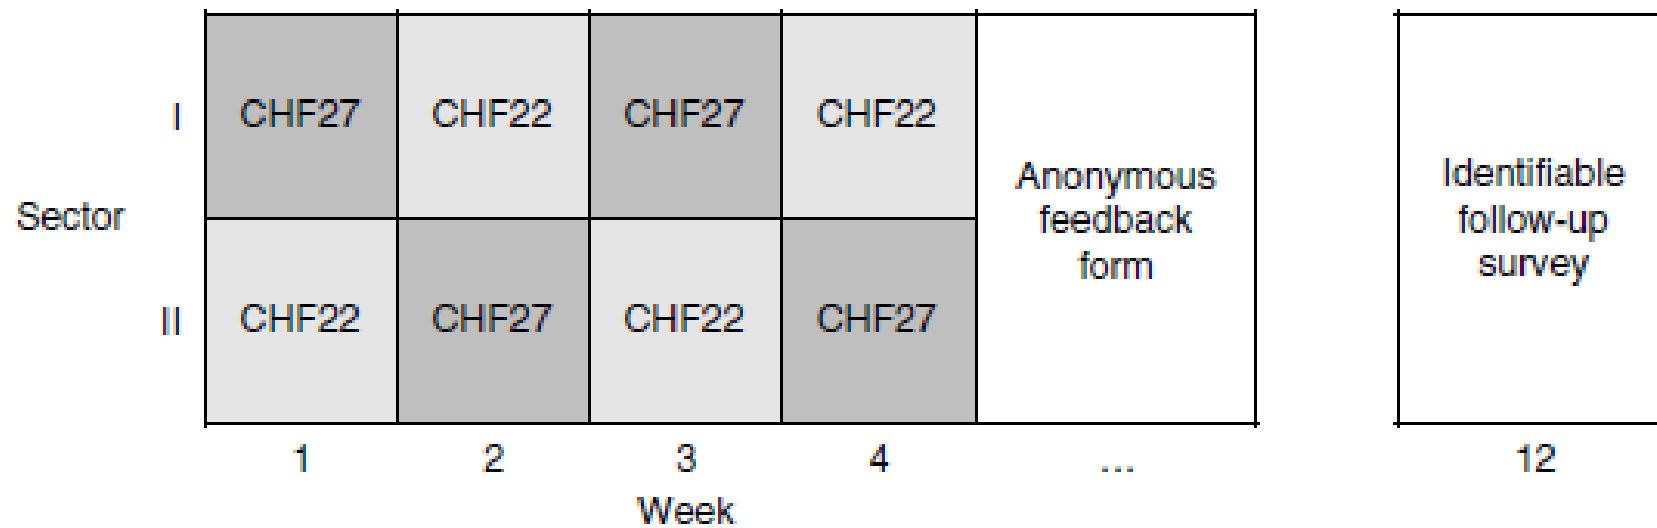 I
CHF27
CHF22
CHF27
CHF22
Anonymous
feedback
form
Identifiable
follow-up
survey
Sector
II
CHF22
CHF27
CHF22
CHF27
1
2
3
4
...
12
Week